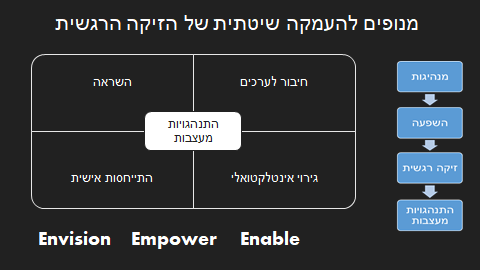 מנופים להעמקה שיטתית של הזיקה הרגשית
חיבור לערכים
השראה
התנהגויות
מעצבות
גירוי אינטלקטואלי
התייחסות אישית
מנהיגות
השפעה
זיקה רגשית
התנהגויות
מעצבות
Envision Empower Enable